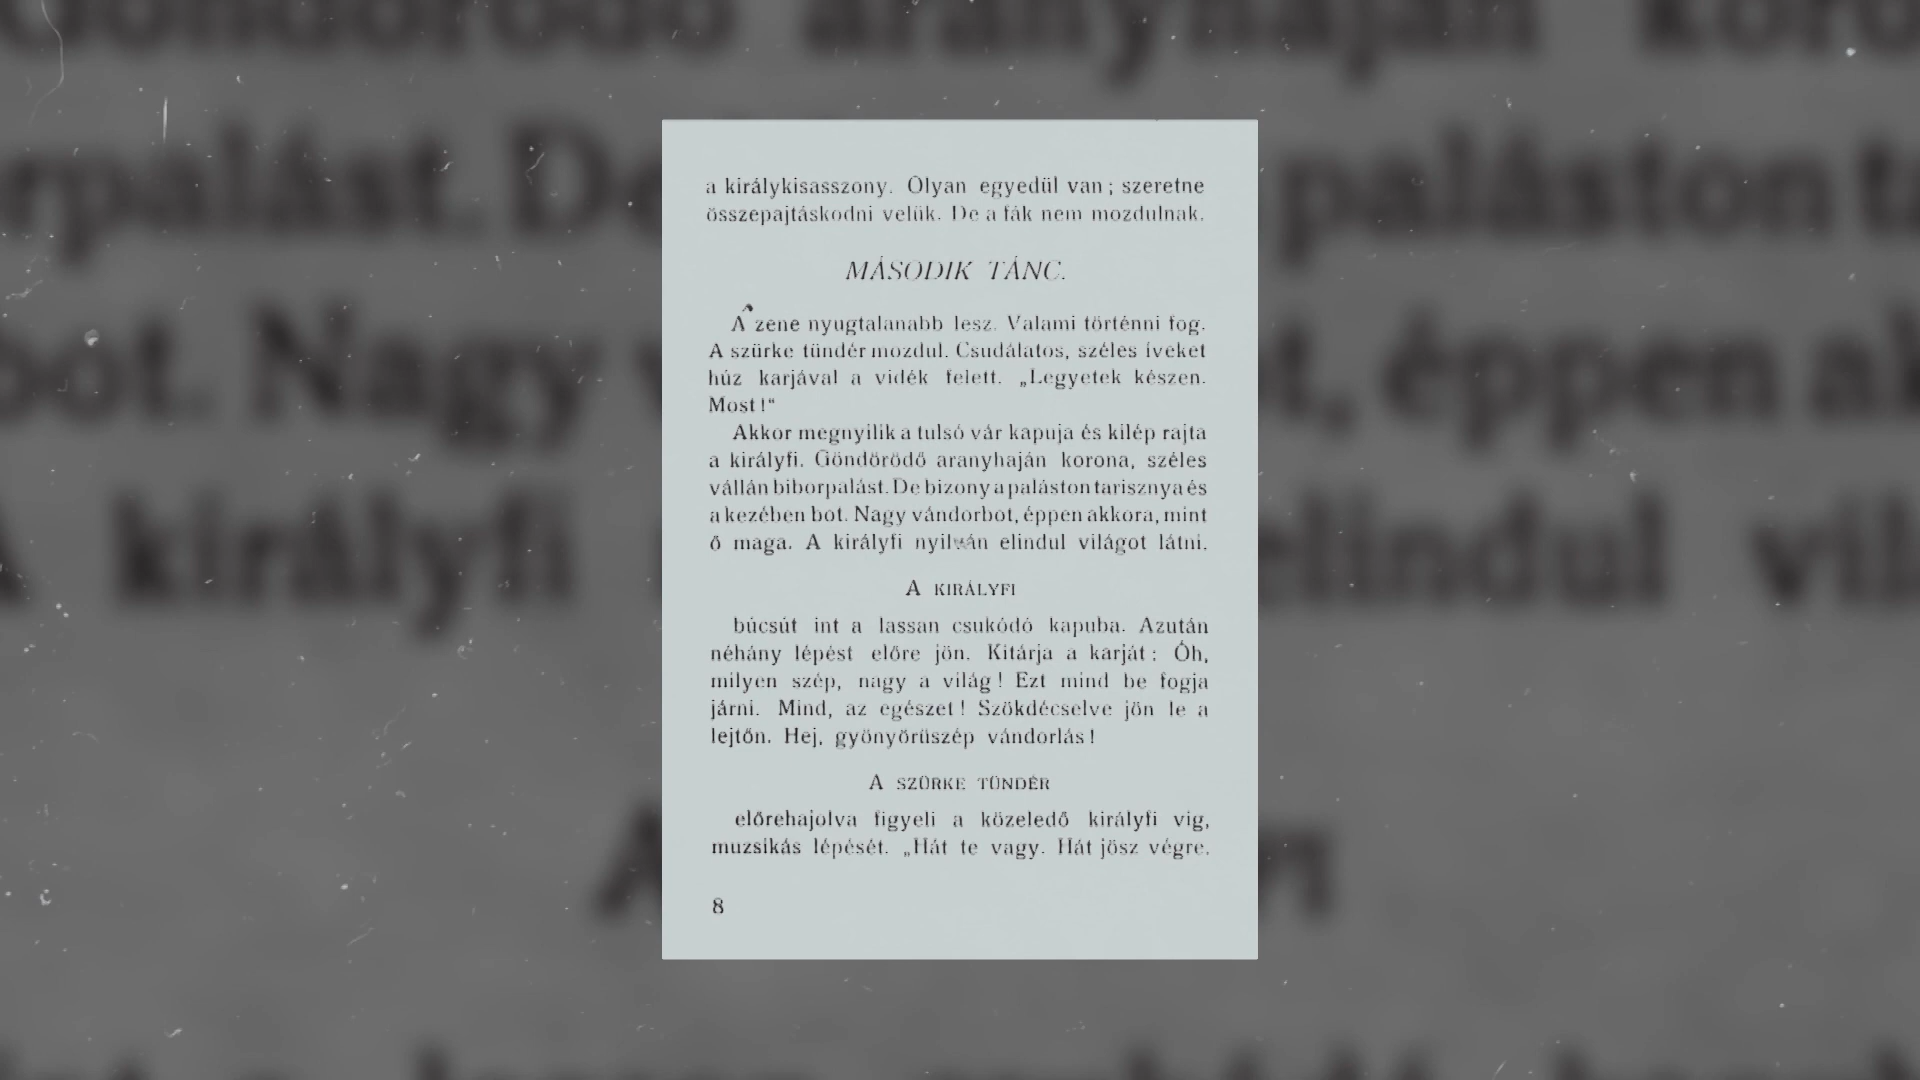 a királykisasszony. Olyan egyedül van; szeretne
összepajtáskodni velük. De a fák nem mozdulnak.
MÁSODIK TÁNC.
A zene nyugtalanabb lesz. Valami történni fog.
A szürke tündér mozdul. Csudálatos, széles íveket
húz karjával a vidék felett. „Legyetek készen.
Most!“
Akkor megnyilik a tulsó vár kapuja és kilép rajta
a királyfi. Göndörödő aranyhaján korona, széles
vállán biborpalást. De bizony a paláston tarisznya és
a kezében bot. Nagy vándorbot, éppen akkora, mint
ő maga. A királyfi nyilván elindul világot látni.
A KIRÁLYFI
búcsút int a lassan csukódó kapuba. Azután
néhány lépést előre jön. Kitárja a karját: Óh,
milyen szép, nagy a világ! Ezt mind be fogja
járni. Mind, az egészet! Szökdécselve jön le a
lejtőn. Hej, gyönyörüszép vándorlás!
A SZÜRKE TÜNDÉR
előrehajolva figyeli a közeledő királyfi vig,
muzsikás lépését. „Hát te vagy. Hát jösz végre.
8